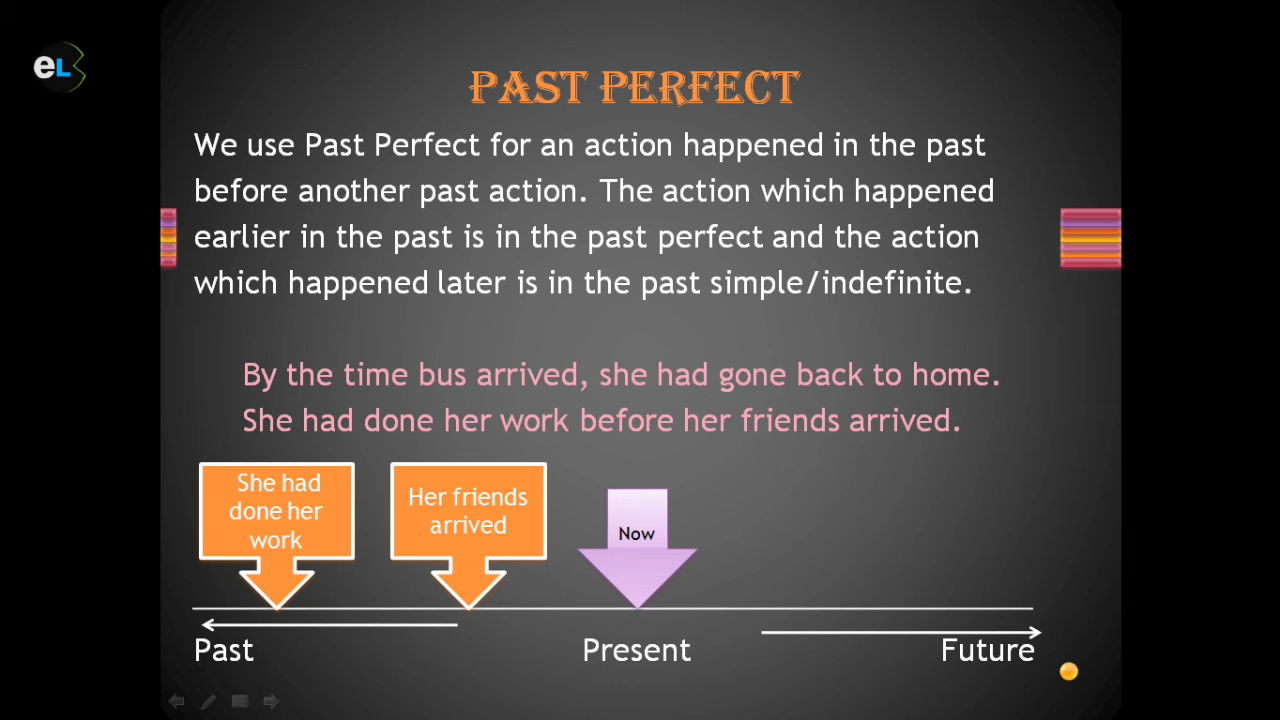 eL
PAST PERFECT
We use Past Perfect for an action happened in the past
before another past action. The action which happened
earlier in the past is in the past perfect and the action
which happened later is in the past simple/indefinite.
By the time bus arrived, she had gone back to home.
She had done her work before her friends arrived.
She had
done her
work
Her friends
arrived
Now
Past
Present
Future